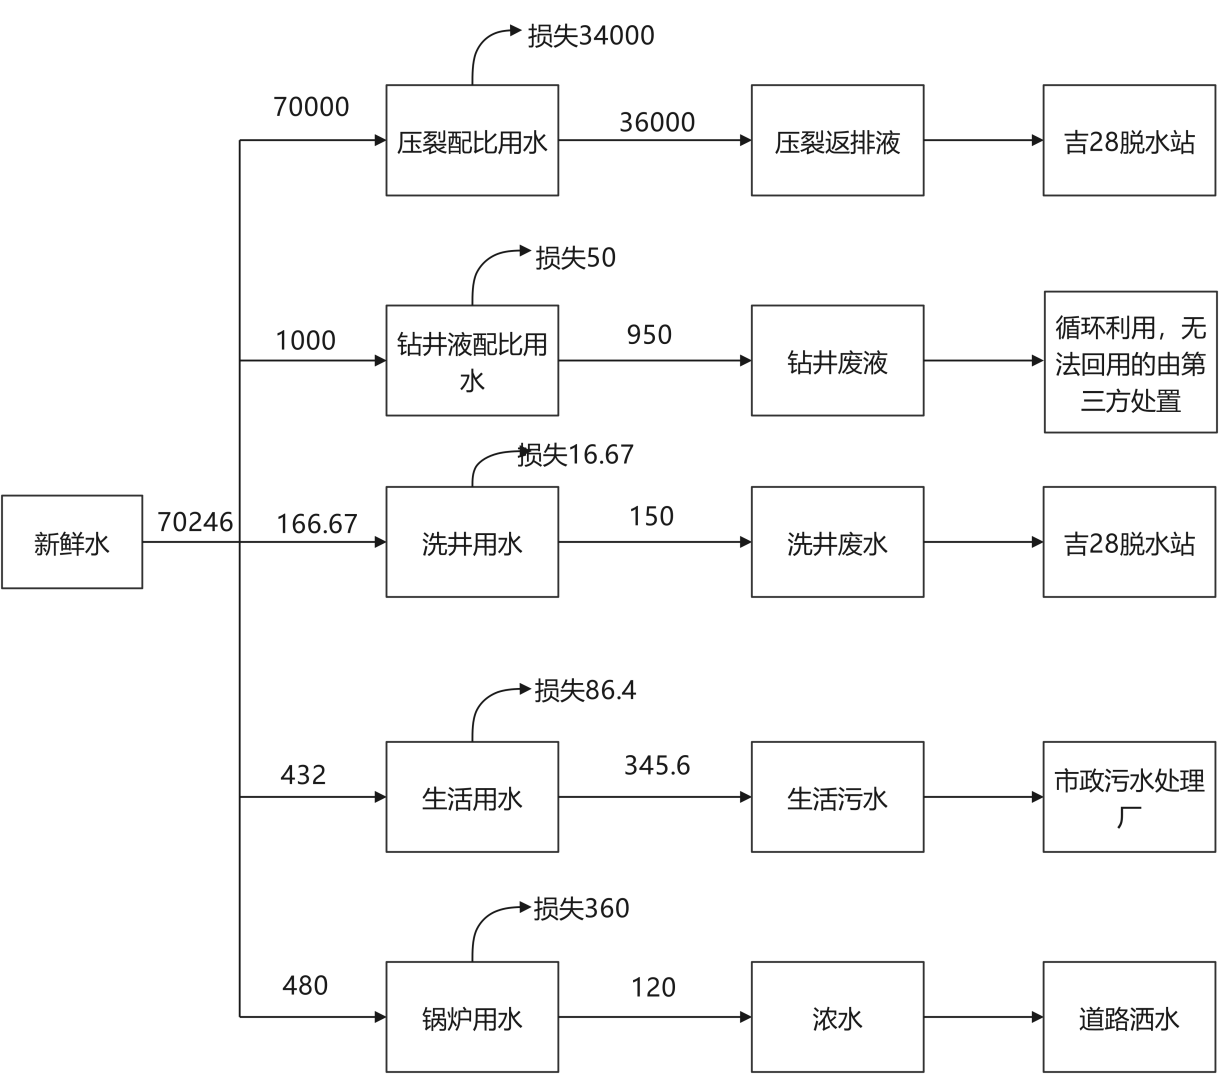 损失34000
70000
压裂配比用水
36000
压裂返排液
吉28脱水站
损失50
1000
钻井液配比用
水
950
钻井废液
循环利用，无
法回用的由第
三方处置
损失16.67
新鲜水
70246
166.67
洗井用水
150
洗井废水
吉28脱水站
损失86.4
432
生活用水
345.6
生活污水
市政污水处理
厂
损失360
480
锅炉用水
120
浓水
道路洒水